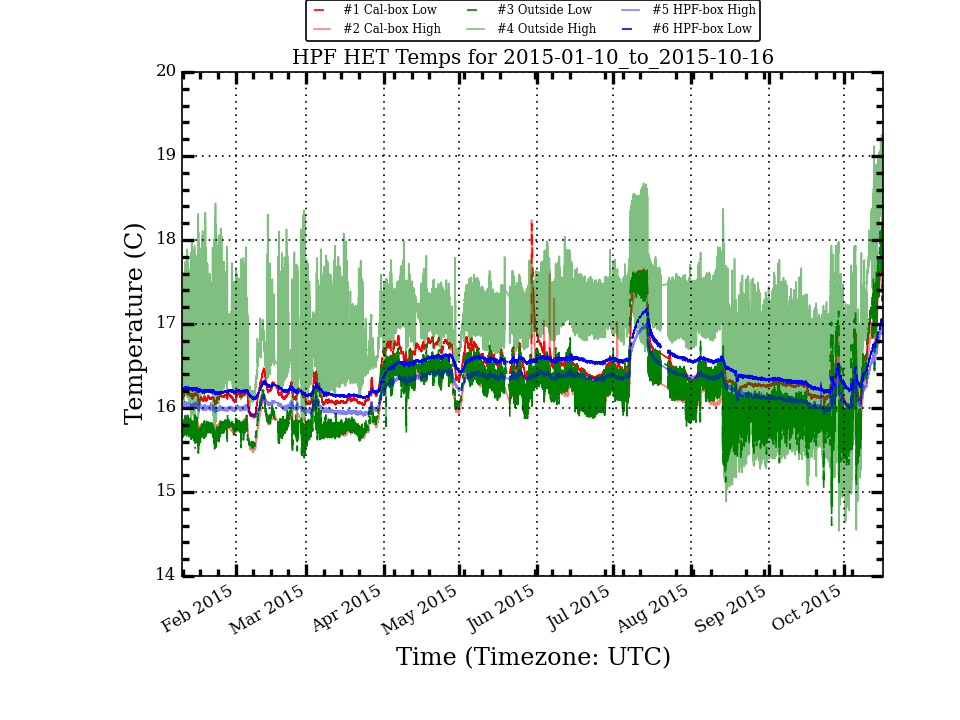 #1 Cal-box Low #3 Outside Low #5 HPF-box High
#2 Cal-box High #4 Outside High #6 HPF-box Low
HPF HET Temps for 2015-01-10_to_2015-10-16
20
19
18
17
16
15
14
Temperature (C)
Feb 2015 Mar 2015 Apr 2015 May 2015 Jun 2015 Jul 2015 Aug 2015 Sep 2015 Oct 2015
Time (Timezone: UTC)